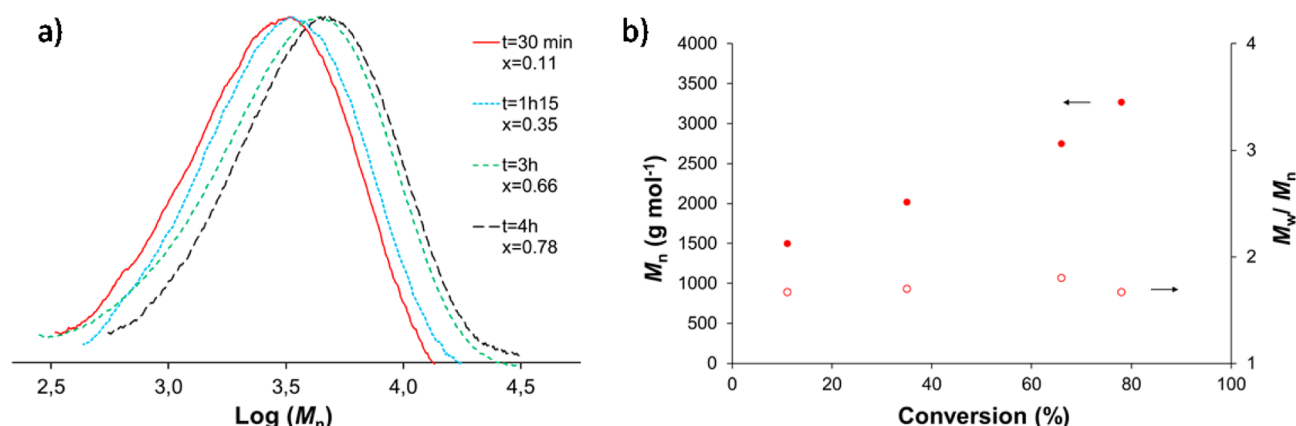 a)
t=30 min
x=0.11
t=1h15
x=0.35
t=3h
x=0.66
t=4h
x=0.78
2,5 3,0 3,5 4,0 4,5
Log (Mn)
b)
4000
3500
3000
2500
2000
1500
1000
500
0
Mn (g mol-1)
4
3
2
1
Mw/ Mn
0 20 40 60 80 100
Conversion (%)